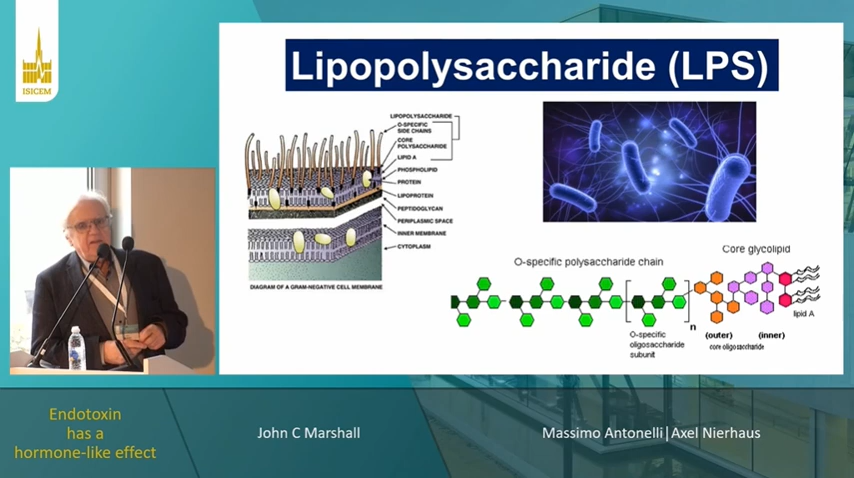 ISICEM
Lipopolysaccharide (LPS)
LIPOPOLYSACCHARIDE
O-SPECIFIC
SIDE CHAINS
CORE
POLYSACCHARIDE
LIPID A
PHOSPHOLIPID
PROTEIN
LIPOPROTEIN
PEPTIDOGLYCAN
PERIPLASMIC SPACE
INNER MEMBRANE
CYTOPLASM
DIAGRAM OF A GRAM-NEGATIVE CELL MEMBRANE
O-specific polysaccharide chain
Core glycolipid
n
O-specific
oligosaccharide
subunit
(outer) (inner)
core oligosaccharide
lipid A
Endotoxin
has a
hormone-like effect
John C Marshall
Massimo Antonelli|Axel Nierhaus